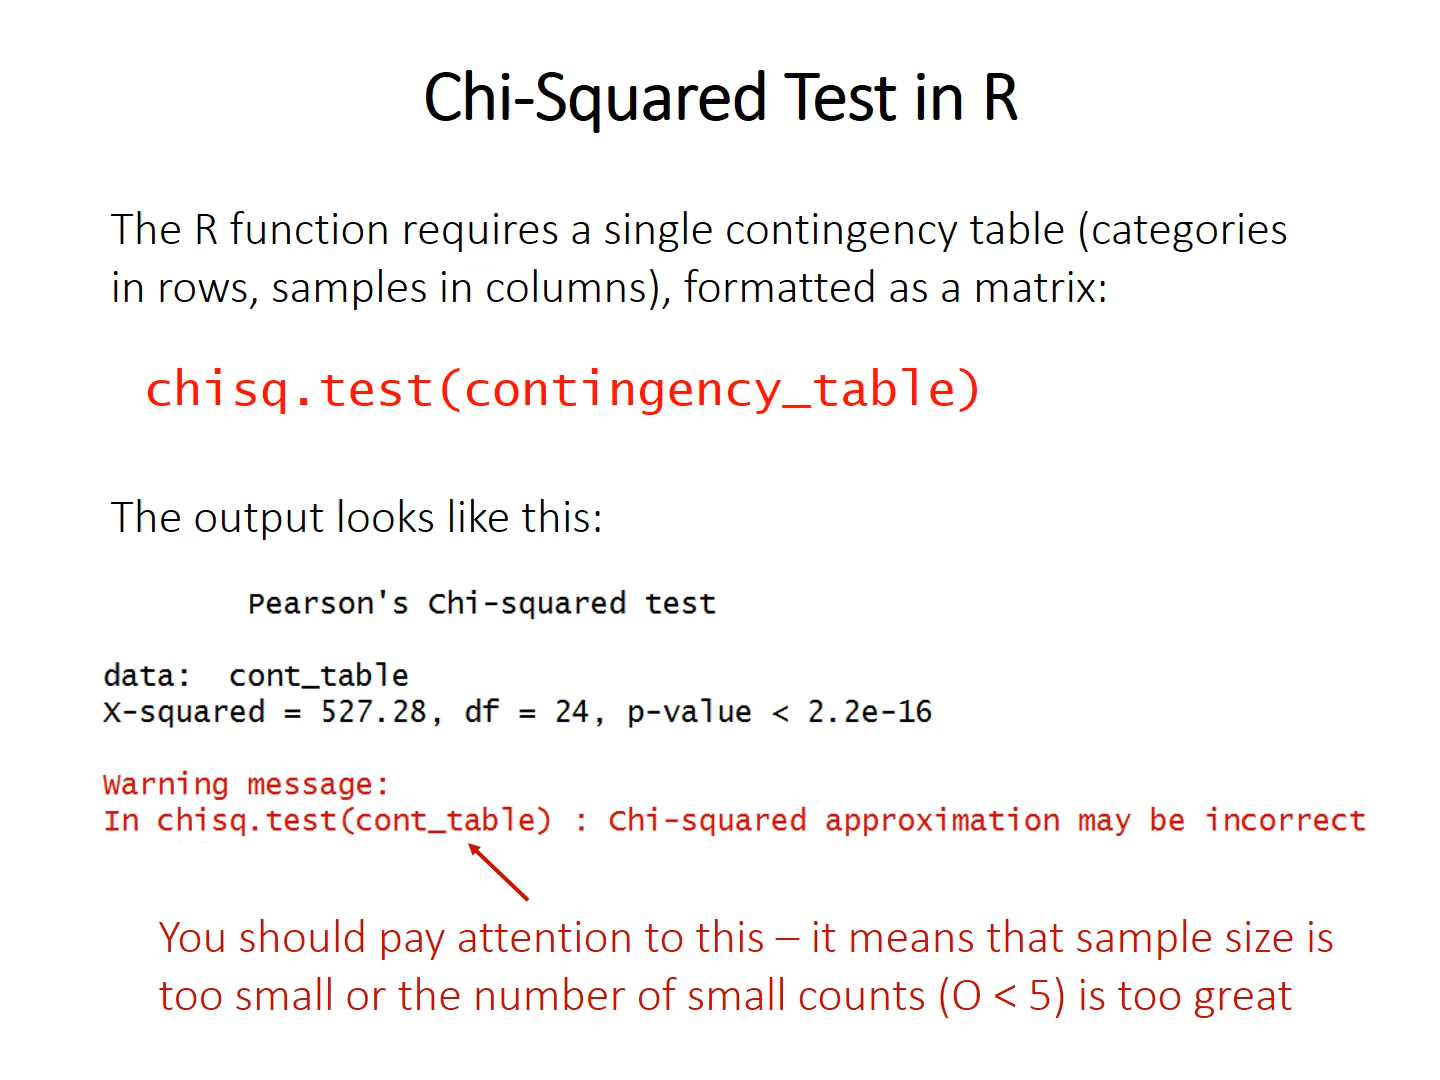 Chi-Squared Test in R
The R function requires a single contingency table (categories
in rows, samples in columns), formatted as a matrix:
chisq.test(contingency_table)
The output looks like this:
Pearson's Chi-squared test
data:  cont_table
X-squared = 527.28, df = 24, p-value < 2.2e-16
Warning message:
In chisq.test(cont_table) : Chi-squared approximation may be incorrect
You should pay attention to this – it means that sample size is
too small or the number of small counts (O < 5) is too great